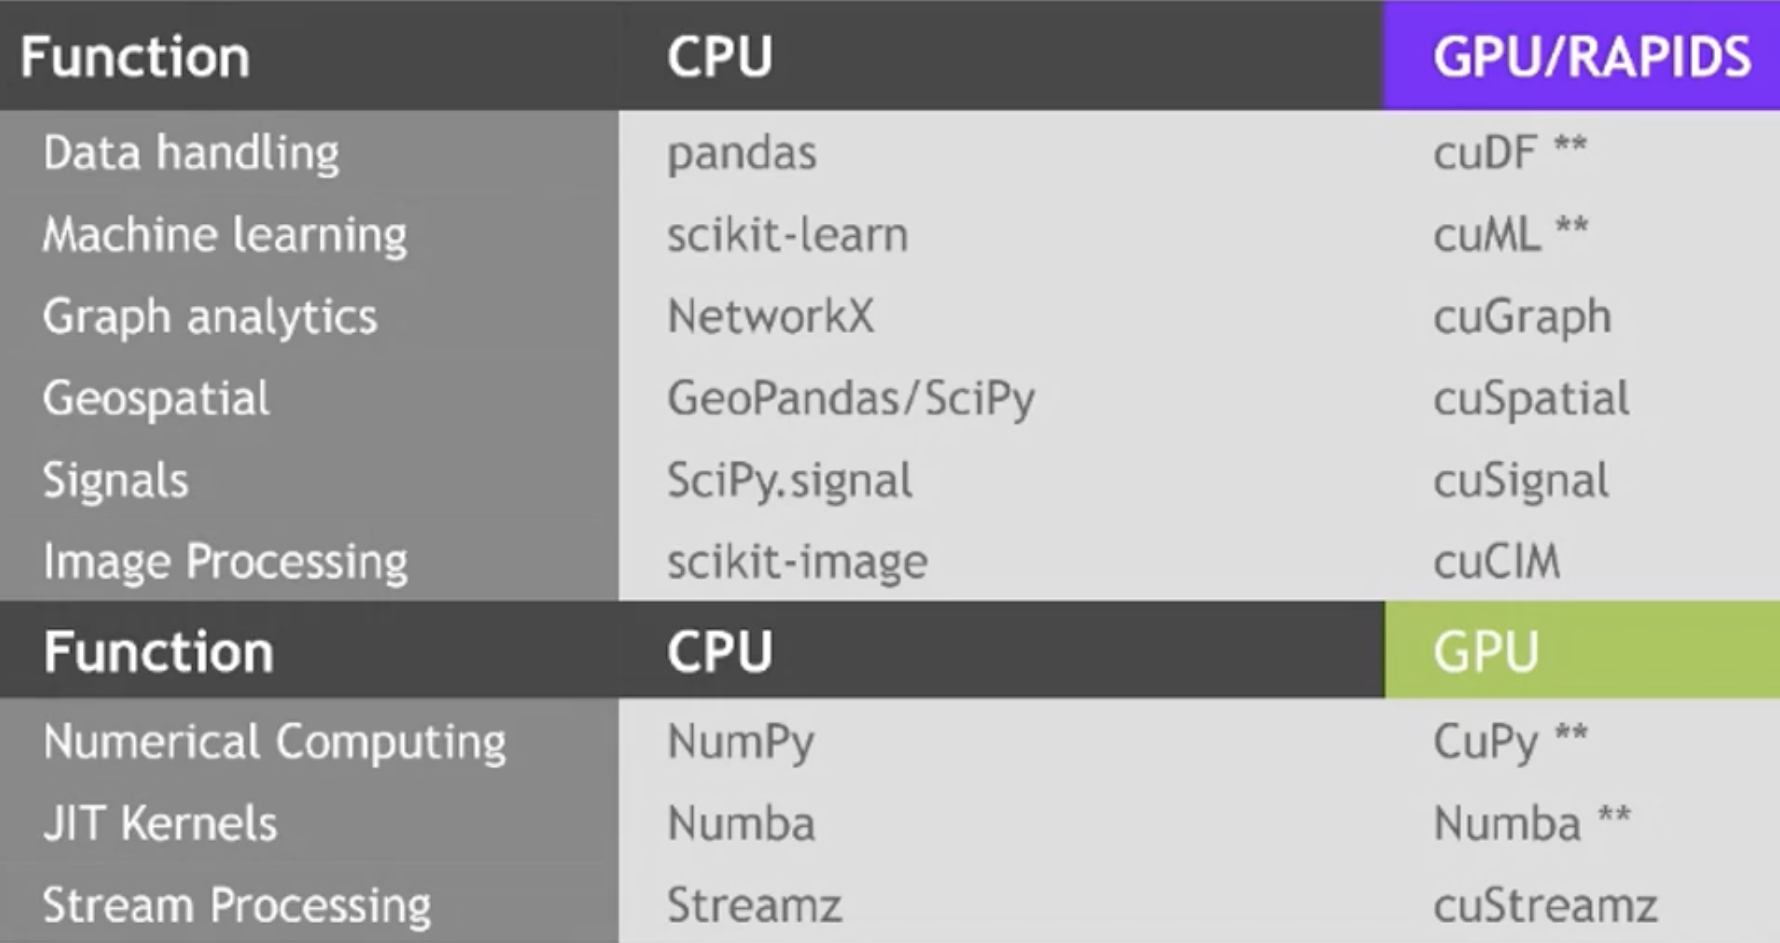 Function CPU GPU/RAPIDS
Data handling pandas cuDF **
Machine learning scikit-learn cuML **
Graph analytics NetworkX cuGraph
Geospatial GeoPandas/SciPy cuSpatial
Signals SciPy.signal cuSignal
Image Processing scikit-image cuCIM
Function CPU GPU
Numerical Computing NumPy CuPy **
JIT Kernels Numba Numba **
Stream Processing Streamz cuStreamz